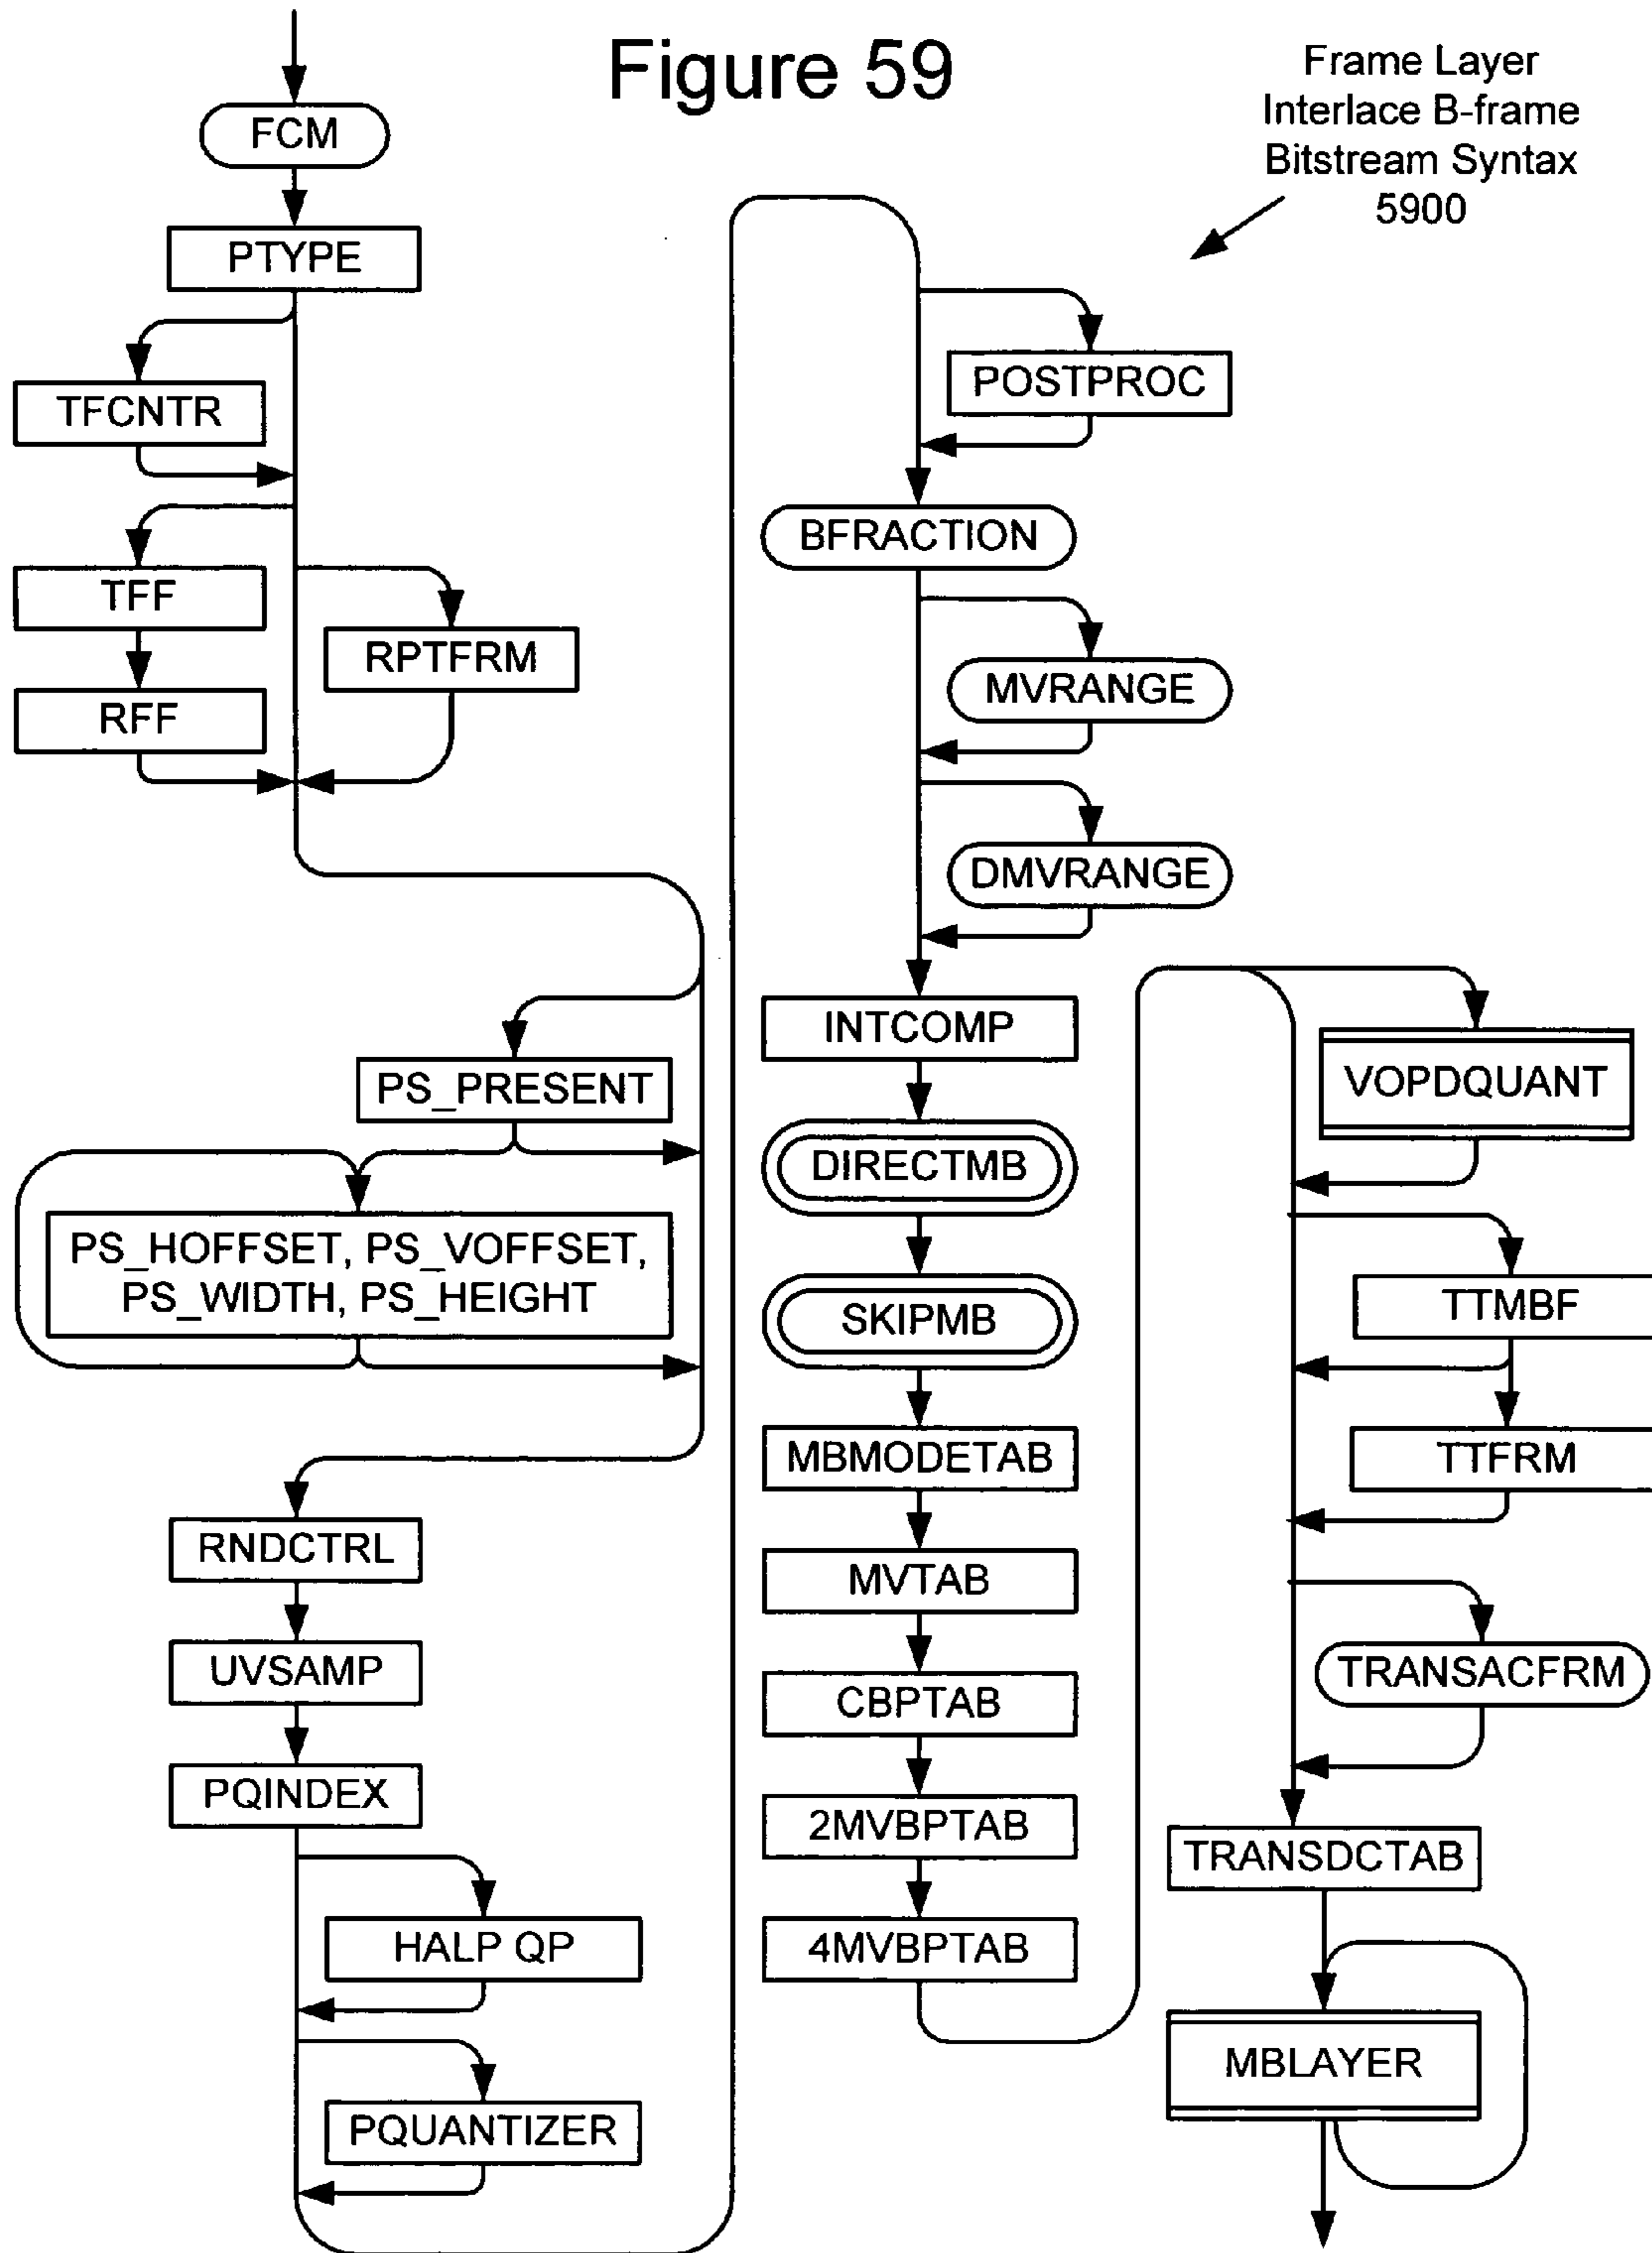 Figure 59
Frame Layer
Interlace B-frame
Bitstream Syntax
5900
FCM
PTYPE
TFCNTR
TFF
RPTFRM
RFF
PS_PRESENT
PS_HOFFSET, PS_VOFFSET,
PS_WIDTH, PS_HEIGHT
RNDCTRL
UVSAMP
PQINDEX
HALP QP
PQUANTIZER
POSTPROC
BFRACTION
MVRANGE
DMVRANGE
INTCOMP
DIRECTMB
SKIPMB
MBMODETAB
MVTAB
CBPTAB
2MVBPTAB
4MVBPTAB
VOPDQUANT
TTMBF
TTFRM
TRANSACFRM
TRANSDCTAB
MBLAYER